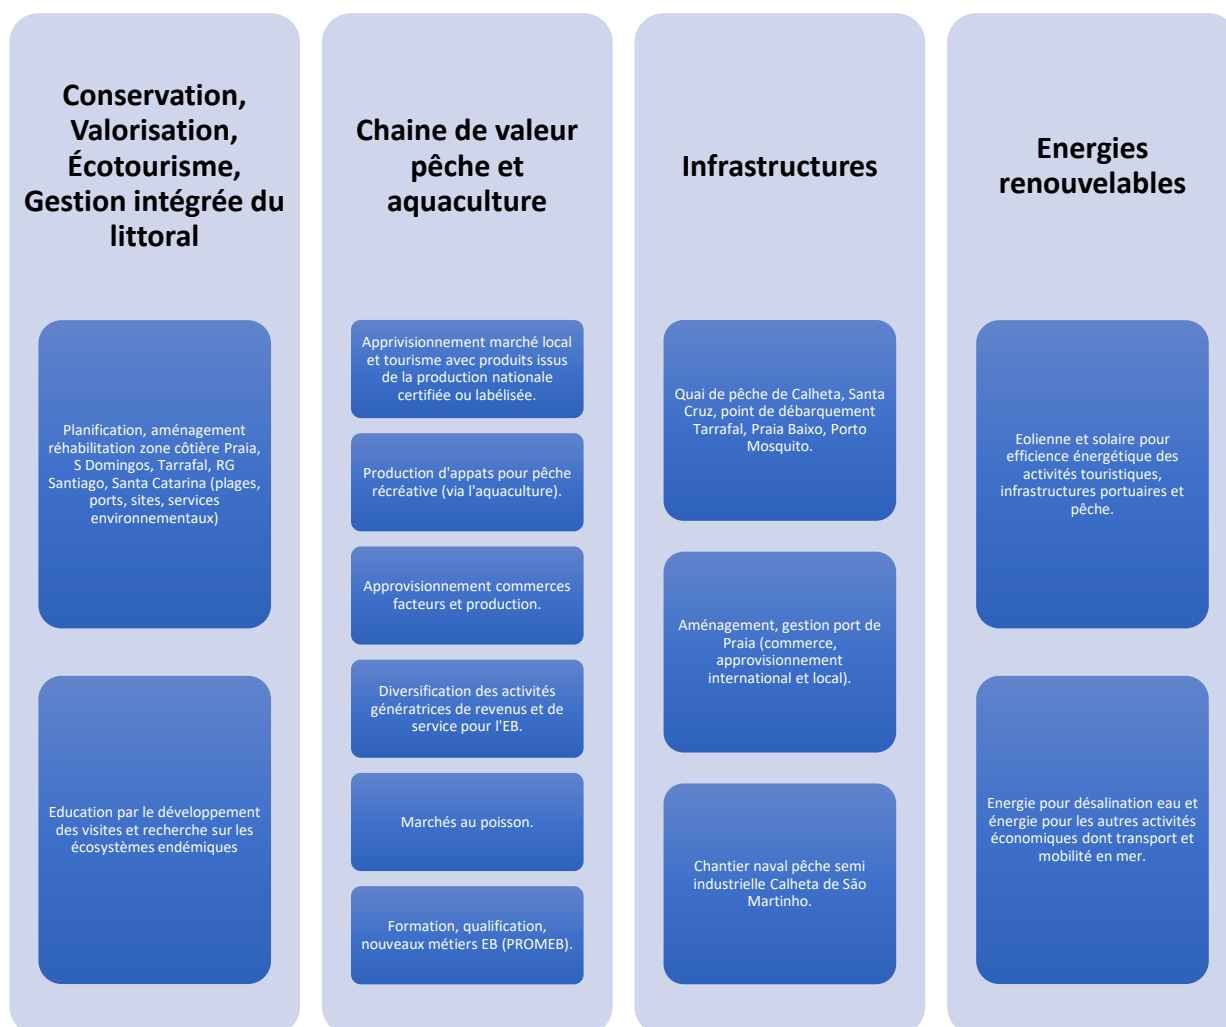 Conservation,
Valorisation,
Écotourisme,
Gestion intégrée du
littoral
Planification, aménagement
réhabilitation zone côtière Praia,
S Domingos, Tarrafal, RG
Santiago, Santa Catarina (plages,
ports, sites, services
environnementaux)
Education par le développement
des visites et recherche sur les
écosystèmes endémiques
Chaine de valeur
pêche et
aquaculture
Apprivisionnement marché local
et tourisme avec produits issus
de la production nationale
certifiée ou labélisée.
Production d'appats pour pêche
récréative (via l'aquaculture).
Approvisionnement commerces
facteurs et production.
Diversification des activités
génératrices de revenus et de
service pour l'EB.
Marchés au poisson.
Formation, qualification,
nouveaux métiers EB (PROMEB).
Infrastructures
Quai de pêche de Calheta, Santa
Cruz, point de débarquement
Tarrafal, Praia Baixo, Porto
Mosquito.
Aménagement, gestion port de
Praia (commerce,
approvisionnement
international et local).
Chantier naval pêche semi
industrielle Calheta de São
Martinho.
Energies
renouvelables
Eolienne et solaire pour
efficience énergétique des
activités touristiques,
infrastructures portuaires et
pêche.
Energie pour désalination eau et
énergie pour les autres activités
économiques dont transport et
mobilité en mer.